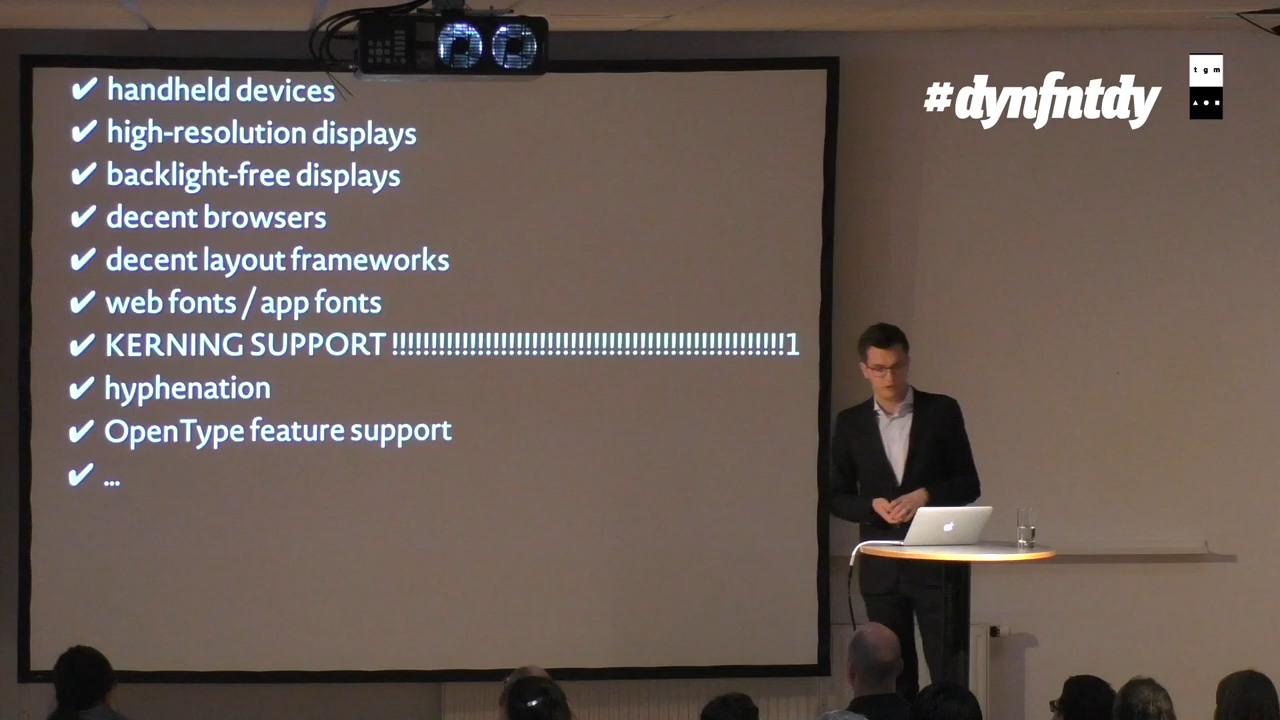 ✔ handheld devices
✔ high-resolution displays
✔ backlight-free displays
✔ decent browsers
✔ decent layout frameworks
✔ web fonts / app fonts
✔ KERNING SUPPORT !!!!!!!!!!!!!!!!!!!!!!!!!!!!!!!!!!!!!!!!!!!!!!!!!!1
✔ hyphenation
✔ OpenType feature support
✔ ...
#dynfntdy
tgm